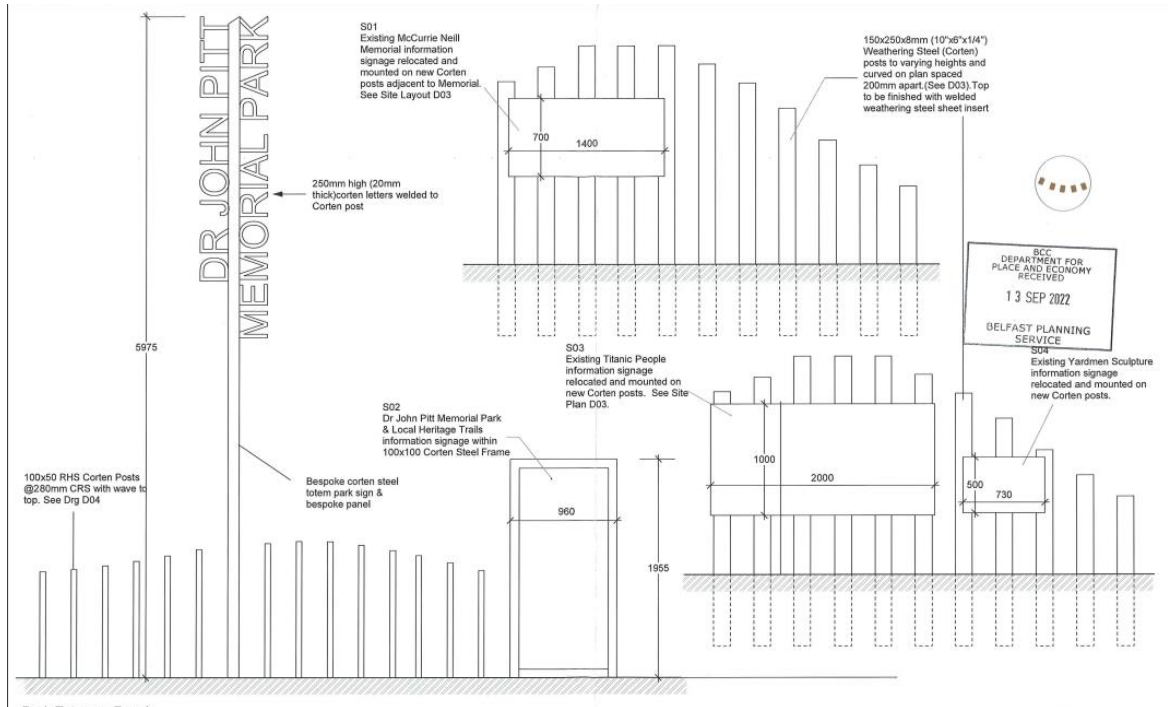 DR JOHN PITT
MEMORIAL PARK
5975
250mm high (20mm
thick)corten letters welded to
Corten post
S01
Existing McCurrie Neill
Memorial information
signage relocated and
mounted on new Corten
posts adjacent to Memorial.
See Site Layout D03
700
1400
150x250x8mm (10"x6"x1/4")
Weathering Steel (Corten)
posts to varying heights and
curved on plan spaced
200mm apart.(See D03).Top
to be finished with welded
weathering steel sheet insert
BCC
DEPARTMENT FOR
PLACE AND ECONOMY
RECEIVED
13 SEP 2022
BELFAST PLANNING
SERVICE
S02
Dr John Pitt Memorial Park
& Local Heritage Trails
information signage within
100x100 Corten Steel Frame
960
1955
S03
Existing Titanic People
information signage
relocated and mounted on
new Corten posts. See Site
Plan D03.
1000
2000
S04
Existing Yardmen Sculpture
information signage
relocated and mounted on
new Corten posts.
500
730
100x50 RHS Corten Posts
@280mm CRS with wave to
top. See Drg D04
Bespoke corten steel
totem park sign &
bespoke panel